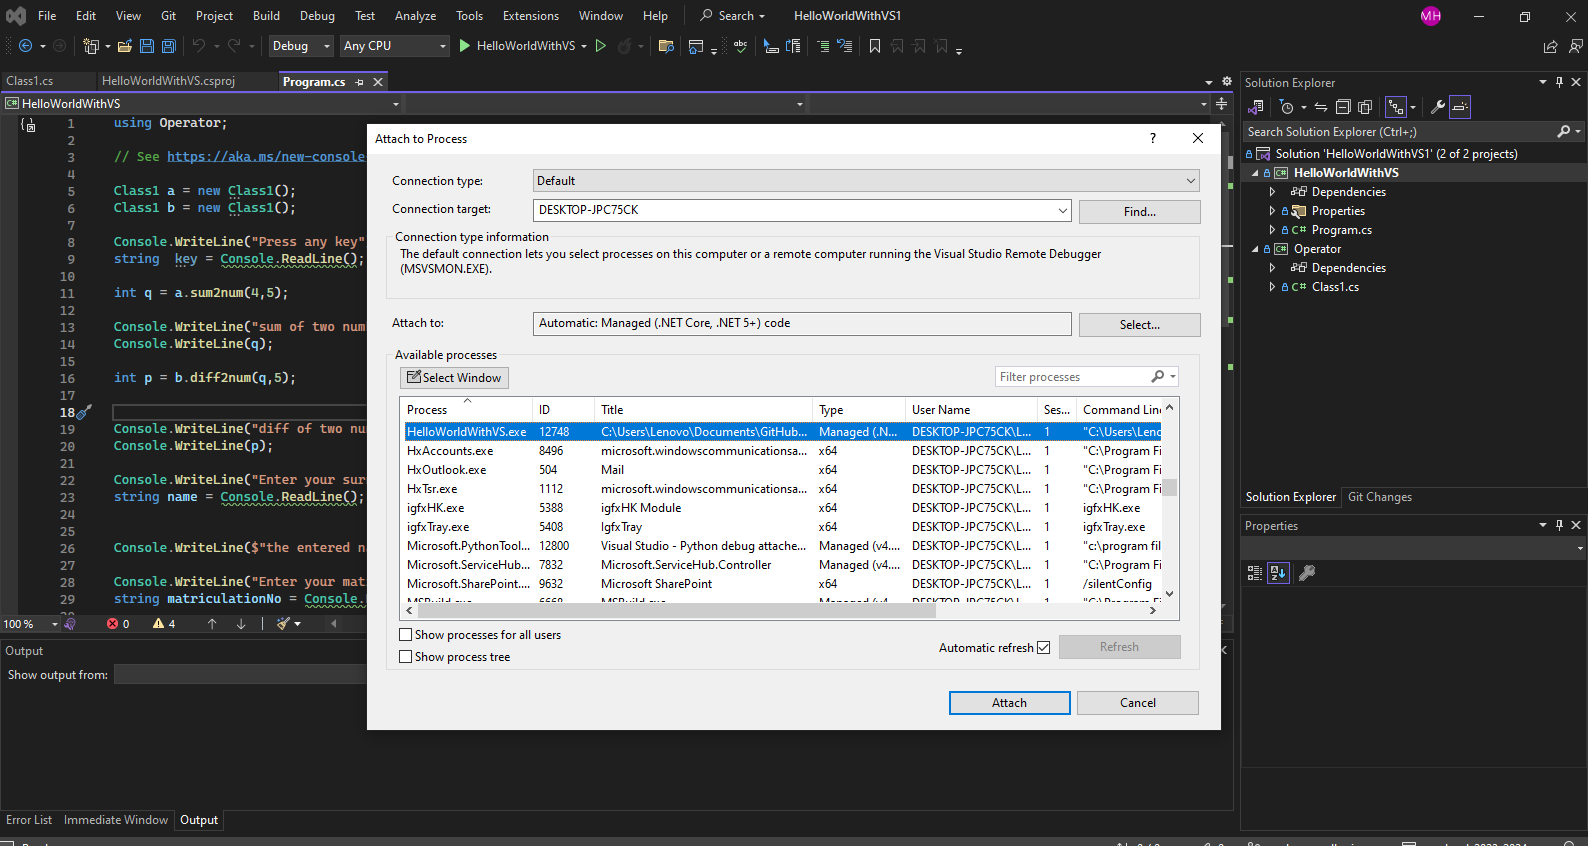 File Edit View Git Project Build Debug Test Analyze Tools Extensions Window Help Search HelloWorldWithVS1 MH
Debug Any CPU HelloWorldWithVS
Class1.cs HelloWorldWithVS.csproj Program.cs
HelloWorldWithVS
1 using Operator;
2
3 // See https://aka.ms/new-console
4
5 Class1 a = new Class1();
6 Class1 b = new Class1();
7
8 Console.WriteLine("Press any key"
9 string key = Console.ReadLine();
10
11 int q = a.sum2num(4,5);
12
13 Console.WriteLine("sum of two num
14 Console.WriteLine(q);
15
16 int p = b.diff2num(q,5);
17
18
19 Console.WriteLine("diff of two nu
20 Console.WriteLine(p);
21
22 Console.WriteLine("Enter your sur
23 string name = Console.ReadLine();
24
25
26 Console.WriteLine($"the entered n
27
28 Console.WriteLine("Enter your mat
29 string matriculationNo = Console.
100 % 0 4
Output
Show output from:
Error List Immediate Window Output
Attach to Process ?
Connection type: Default
Connection target: DESKTOP-JPC75CK Find...
Connection type information
The default connection lets you select processes on this computer or a remote computer running the Visual Studio Remote Debugger
(MSVSMON.EXE).
Attach to: Automatic: Managed (.NET Core, .NET 5+) code Select...
Available processes
Select Window Filter processes
Process ID Title Type User Name Ses... Command Line
HelloWorldWithVS.exe 12748 C:\Users\Lenovo\Documents\GitHub... Managed (.N... DESKTOP-JPC75CK\L... 1 "C:\Users\Leno
HxAccounts.exe 8496 microsoft.windowscommunicationsa... x64 DESKTOP-JPC75CK\L... 1 "C:\Program Fi
HxOutlook.exe 504 Mail x64 DESKTOP-JPC75CK\L... 1 "C:\Program Fi
HxTsr.exe 1112 microsoft.windowscommunicationsa... x64 DESKTOP-JPC75CK\L... 1 "C:\Program Fi
igfxHK.exe 5388 igfxHK Module x64 DESKTOP-JPC75CK\L... 1 igfxHK.exe
igfxTray.exe 5408 IgfxTray x64 DESKTOP-JPC75CK\L... 1 igfxTray.exe
Microsoft.PythonTool... 12800 Visual Studio - Python debug attache... Managed (v4.... DESKTOP-JPC75CK\L... 1 "c:\program fil
Microsoft.ServiceHub... 7832 Microsoft.ServiceHub.Controller Managed (v4.... DESKTOP-JPC75CK\L... 1 "C:\Program Fi
Microsoft.SharePoint.... 9632 Microsoft SharePoint x64 DESKTOP-JPC75CK\L... 1 /silentConfig
Show processes for all users
Show process tree
Automatic refresh Refresh
Attach Cancel
Solution Explorer
Search Solution Explorer (Ctrl+;)
Solution 'HelloWorldWithVS1' (2 of 2 projects)
HelloWorldWithVS
Dependencies
Properties
C# Program.cs
Operator
Dependencies
C# Class1.cs
Solution Explorer Git Changes
Properties